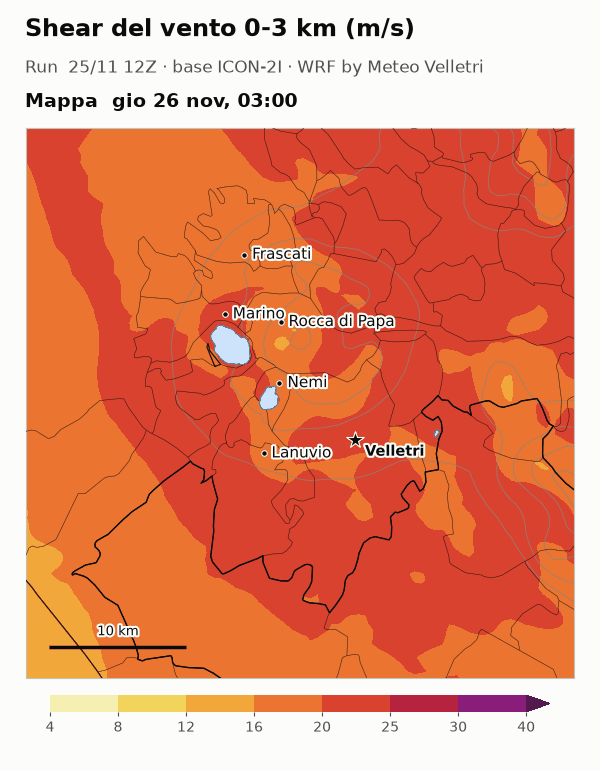 Shear del vento 0-3 km (m/s)
Run  25/11 12Z · base ICON-2I · WRF by Meteo Velletri
Mappa  gio 26 nov, 03:00
Frascati
Marino
Rocca di Papa
Nemi
Velletri
Lanuvio
10 km
4 8 12 16 20 25 30 40